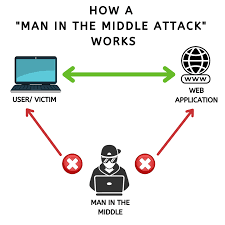 HOW A
"MAN IN THE MIDDLE ATTACK"
WORKS
WWW
USER/ VICTIM
WEB
APPLICATION
MAN IN THE
MIDDLE